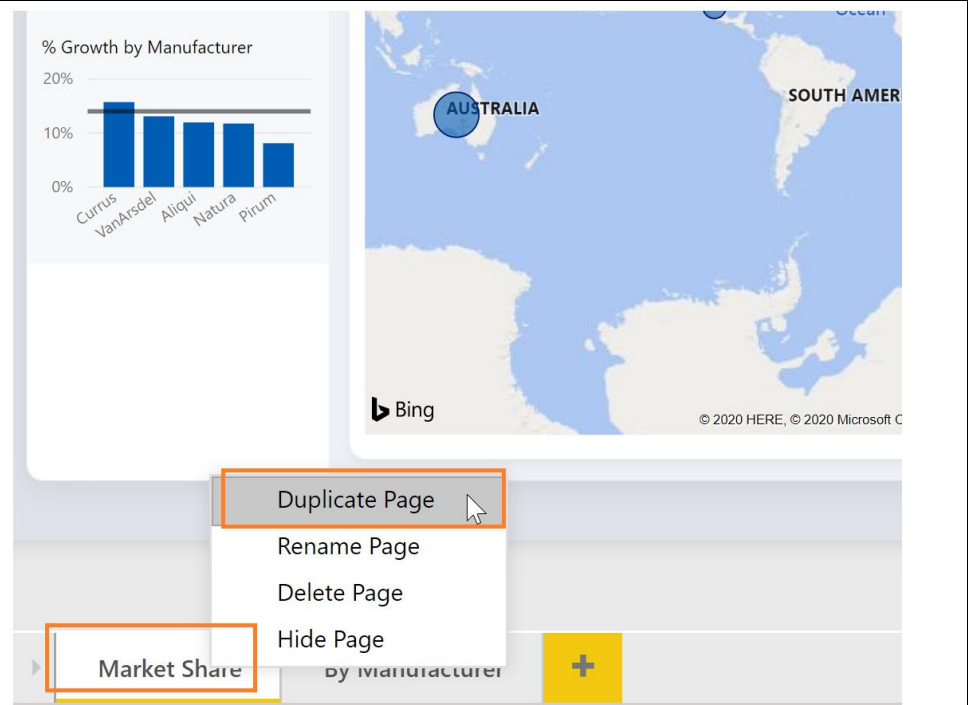 % Growth by Manufacturer
20%
10%
0%
Currus
VanArsdel
Aliqui
Natura
Pirum
Ocean
AUSTRALIA
SOUTH AMER
Bing
© 2020 HERE, © 2020 Microsoft C
Duplicate Page
Rename Page
Delete Page
Hide Page
Market Share
By Manufacturer
+